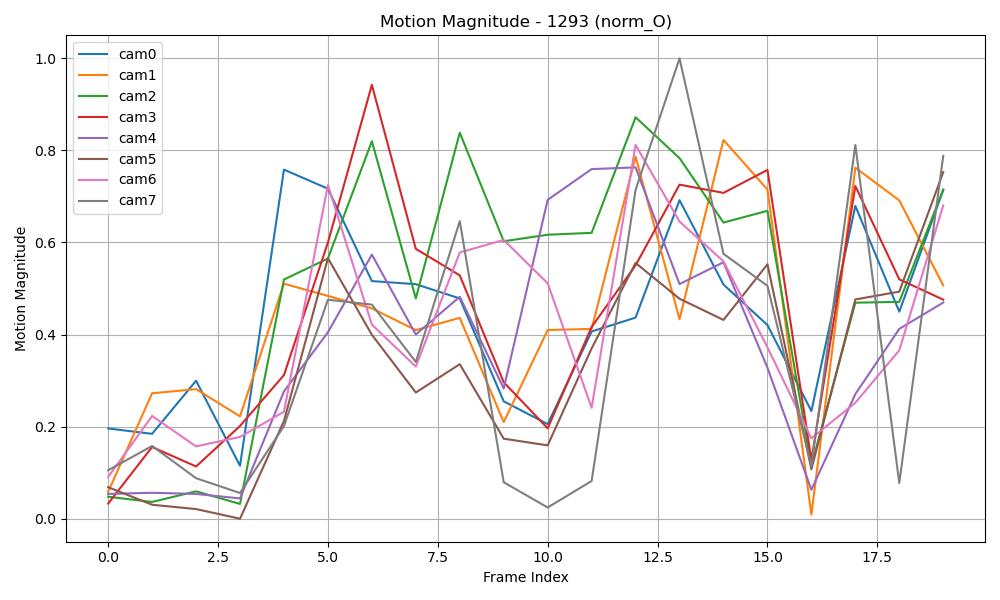 Motion Magnitude - 1293 (norm_O)
cam0
cam1
cam2
cam3
cam4
cam5
cam6
cam7
Motion Magnitude
1.0
0.8
0.6
0.4
0.2
0.0
0.0 2.5 5.0 7.5 10.0 12.5 15.0 17.5
Frame Index